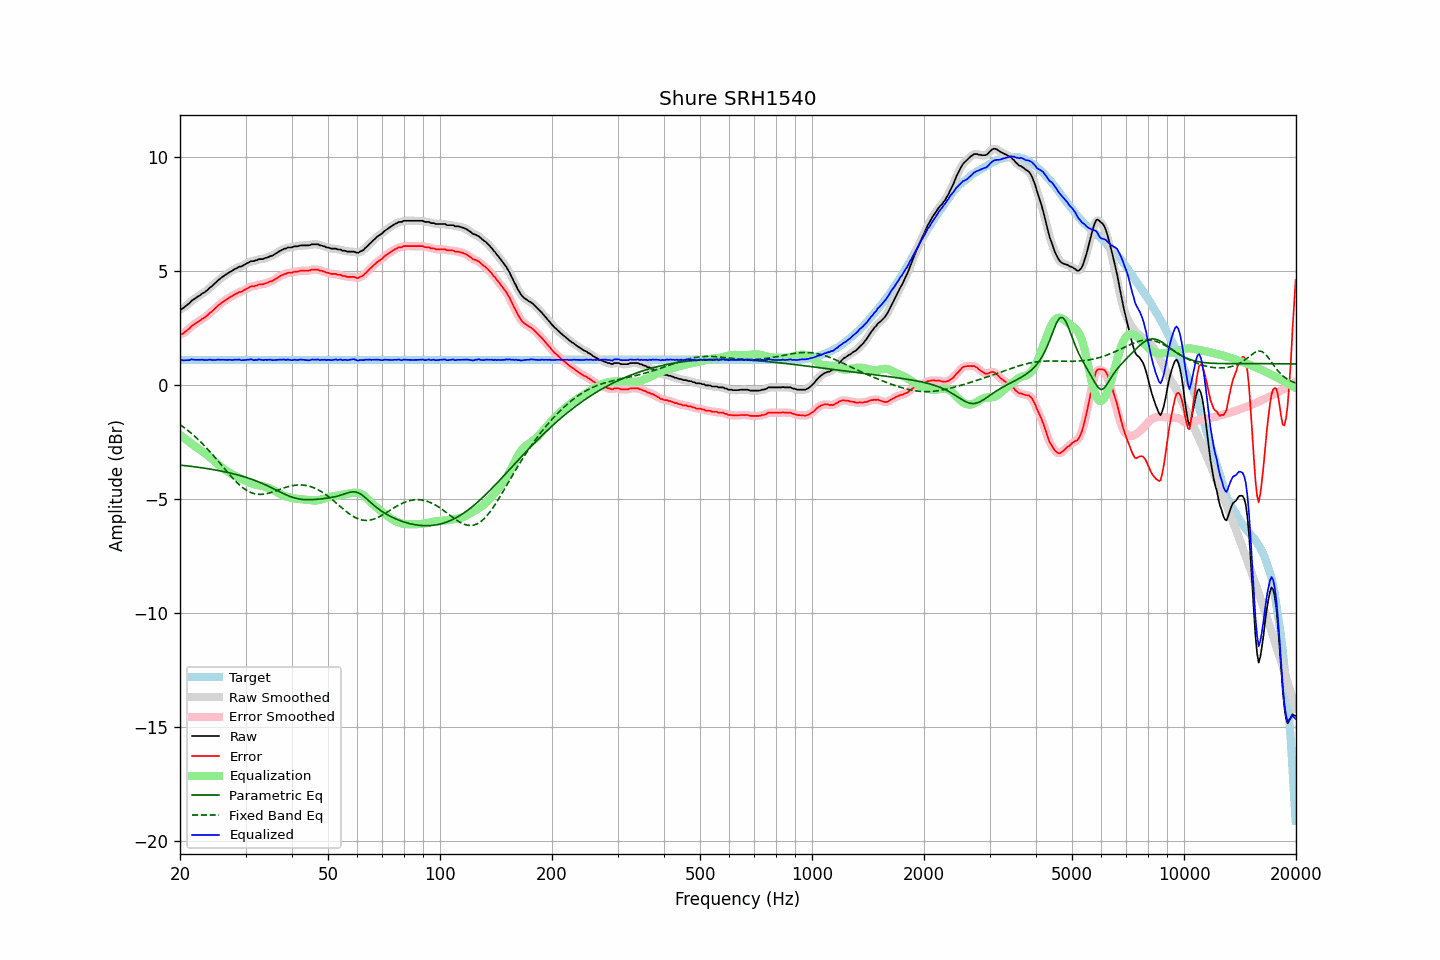 Shure SRH1540
Amplitude (dBr)
10
5
0
−5
−10
−15
−20
Target
Raw Smoothed
Error Smoothed
Raw
Error
Equalization
Parametric Eq
Fixed Band Eq
Equalized
20 50 100 200 500 1000 2000 5000 10000 20000
Frequency (Hz)